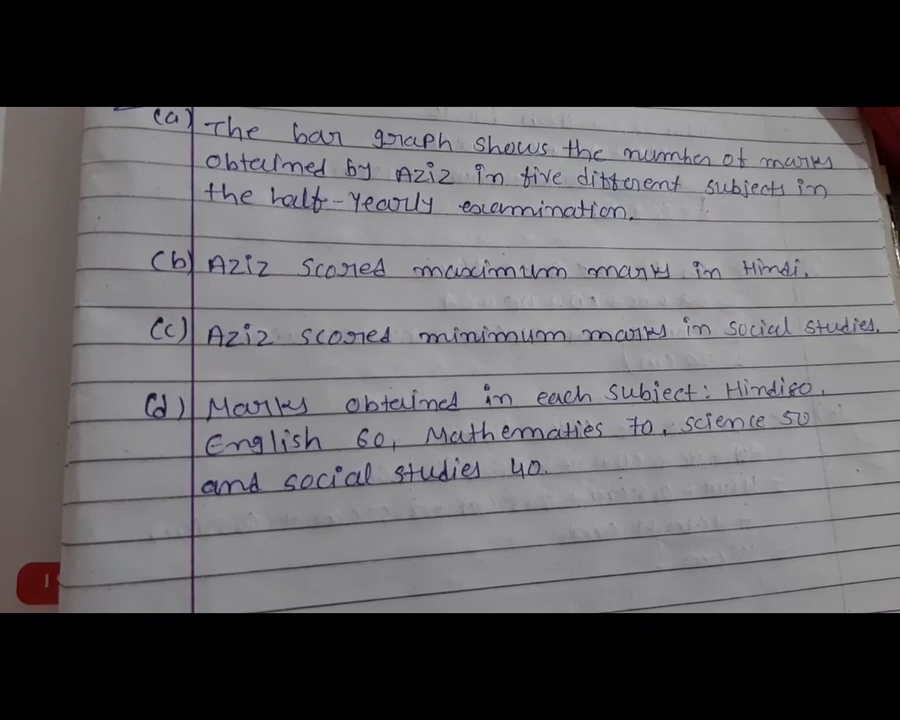 (a) The bar graph shows the number of marks
obtained by Aziz in five different subjects in
the half-Yearly examination.
(b) Aziz scored maximum marks in Hindi.
(c) Aziz scored minimum marks in social studies.
(d) Marks obtained in each subject: Hindi 80,
English 60, Mathematics 70, science 50
and social studies 40.
1